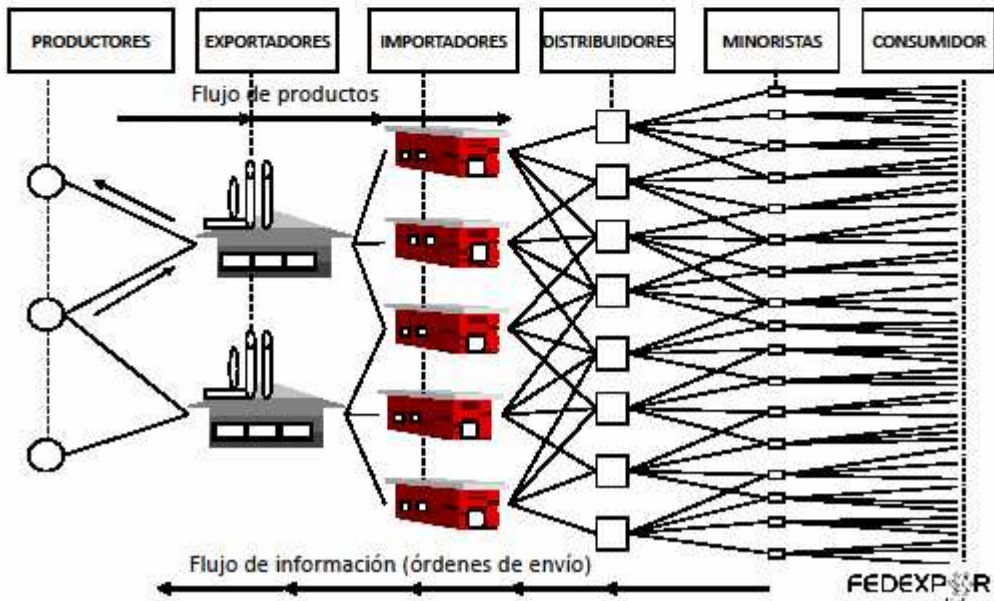 PRODUCTORES
EXPORTADORES
IMPORTADORES
DISTRIBUIDORES
MINORISTAS
CONSUMIDOR
Flujo de productos
Flujo de información (órdenes de envío)
FEDEXPOR